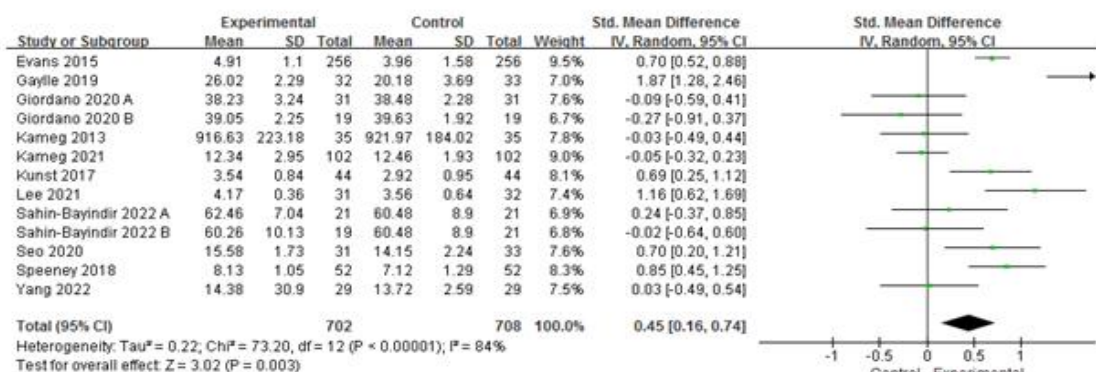 Experimental Control Std. Mean Difference Std. Mean Difference
Study or Subgroup Mean SD Total Mean SD Total Weight IV, Random, 95% CI IV, Random, 95% CI
Evans 2015 4.91 1.1 256 3.96 1.58 256 9.5% 0.70 [0.52, 0.88]
Gaylle 2019 26.02 2.29 32 20.18 3.69 33 7.0% 1.87 [1.28, 2.46]
Giordano 2020 A 38.23 3.24 31 38.48 2.28 31 7.6% -0.09 [-0.59, 0.41]
Giordano 2020 B 39.05 2.25 19 39.63 1.92 19 6.7% -0.27 [-0.91, 0.37]
Kameg 2013 916.63 223.18 35 921.97 184.02 35 7.8% -0.03 [-0.49, 0.44]
Kameg 2021 12.34 2.95 102 12.46 1.93 102 9.0% -0.05 [-0.32, 0.23]
Kunst 2017 3.54 0.84 44 2.92 0.95 44 8.1% 0.69 [0.25, 1.12]
Lee 2021 4.17 0.36 31 3.56 0.64 32 7.4% 1.16 [0.62, 1.69]
Sahin-Bayindir 2022 A 62.46 7.04 21 60.48 8.9 21 6.9% 0.24 [-0.37, 0.85]
Sahin-Bayindir 2022 B 60.26 10.13 19 60.48 8.9 21 6.8% -0.02 [-0.64, 0.60]
Seo 2020 15.58 1.73 31 14.15 2.24 33 7.5% 0.70 [0.20, 1.21]
Speeney 2018 8.13 1.05 52 7.12 1.29 52 8.3% 0.85 [0.45, 1.25]
Yang 2022 14.38 30.9 29 13.72 2.59 29 7.5% 0.03 [-0.49, 0.54]
Total (95% CI) 702 708 100.0% 0.45 [0.16, 0.74]
Heterogeneity: Tau² = 0.22; Chi² = 73.20, df = 12 (P < 0.00001); I² = 84%
Test for overall effect: Z = 3.02 (P = 0.003)
-1 -0.5 0 0.5 1
Control Experimental